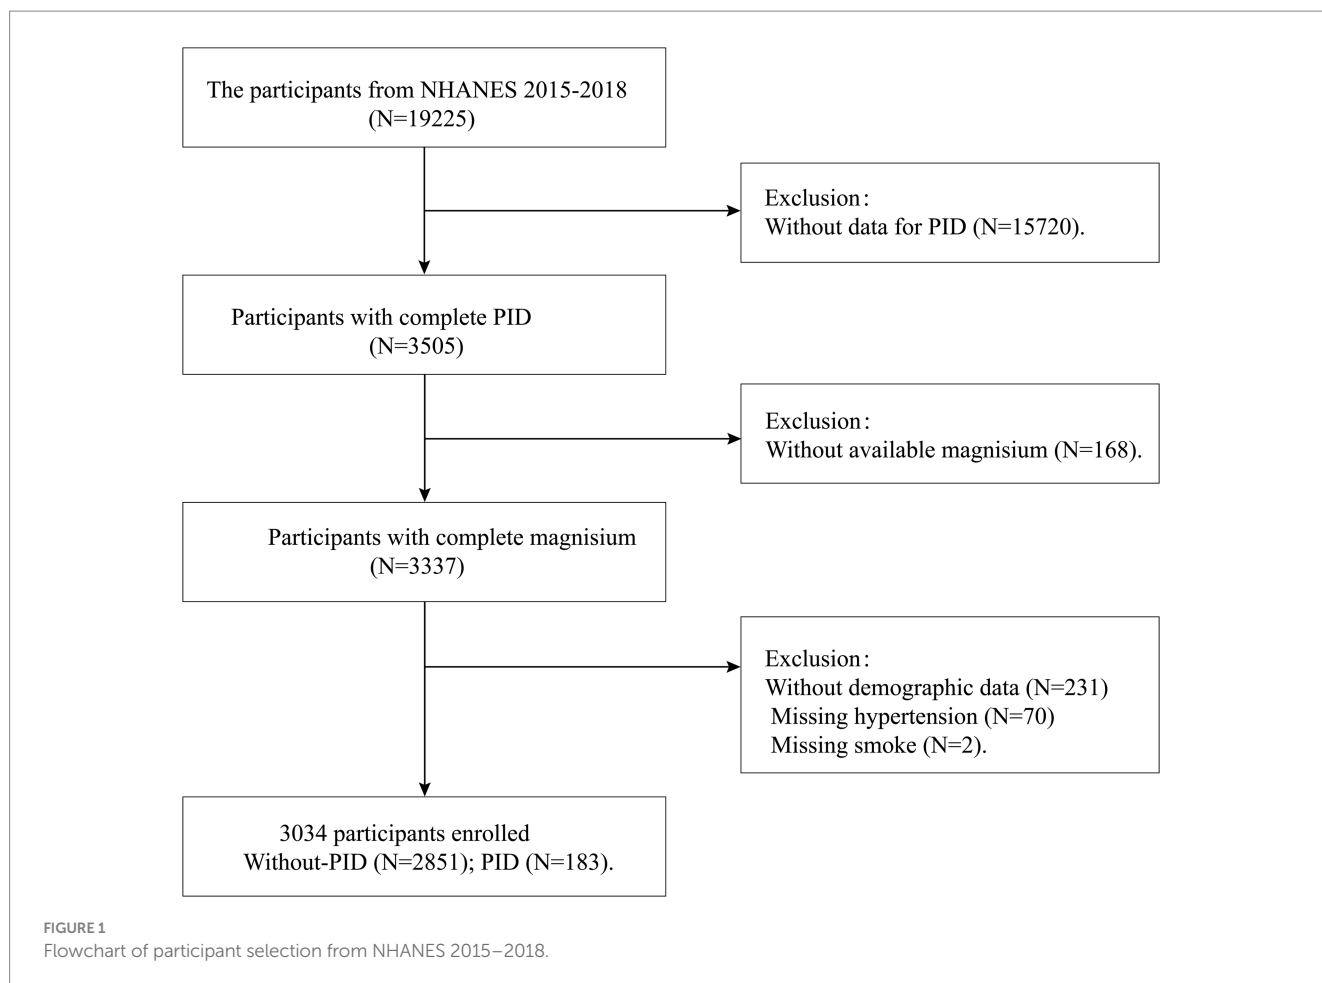 The participants from NHANES 2015-2018
(N=19225)
Exclusion:
Without data for PID (N=15720).
Participants with complete PID
(N=3505)
Exclusion:
Without available magnisium (N=168).
Participants with complete magnisium
(N=3337)
Exclusion:
Without demographic data (N=231)
Missing hypertension (N=70)
Missing smoke (N=2).
3034 participants enrolled
Without-PID (N=2851); PID (N=183).
FIGURE 1
Flowchart of participant selection from NHANES 2015–2018.